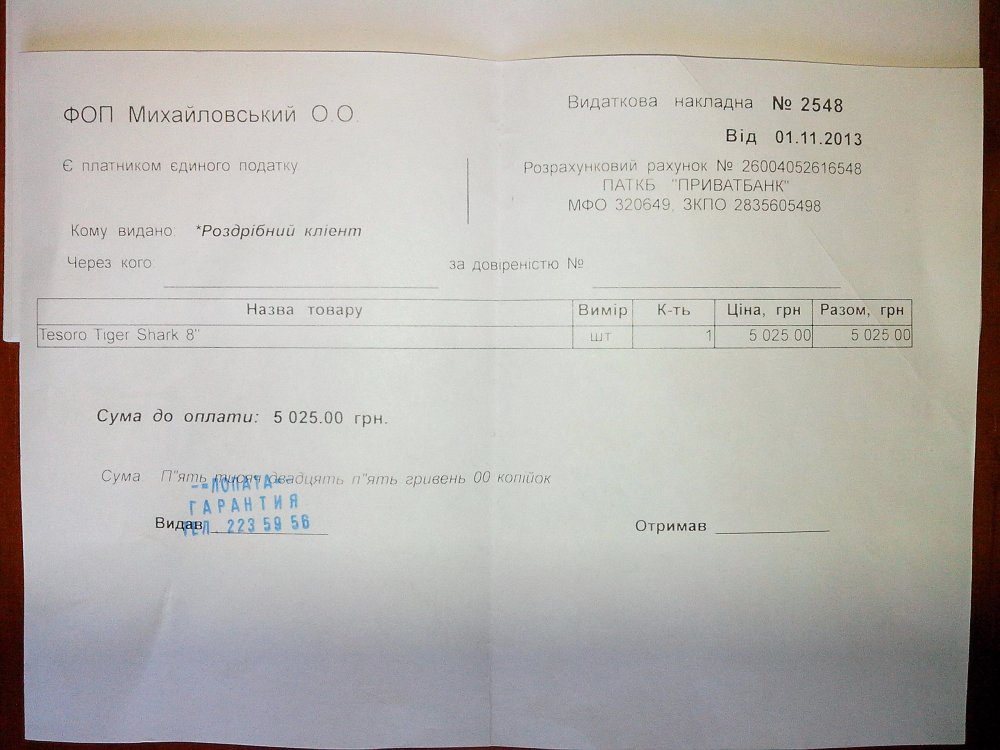 ФОП Михайловський О.О.
Видаткова накладна № 2548
Від 01.11.2013
Є платником єдиного податку
Розрахунковий рахунок № 26004052616548
ПАТКБ "ПРИВАТБАНК"
МФО 320649, ЗКПО 2835605498
Кому видано: *Роздрібний клієнт
Через кого:
за довіреністю №
Назва товару Вимір К-ть Ціна, грн Разом, грн
Tesoro Tiger Shark 8" шт 1 5 025.00 5 025.00
Сума до оплати: 5 025.00 грн.
Сума П"ять тисяч двадцять п"ять гривень 00 копійок
-=ЛОПАТА=-
ГАРАНТИЯ
ТЕЛ. 223 59 56
Видав
Отримав